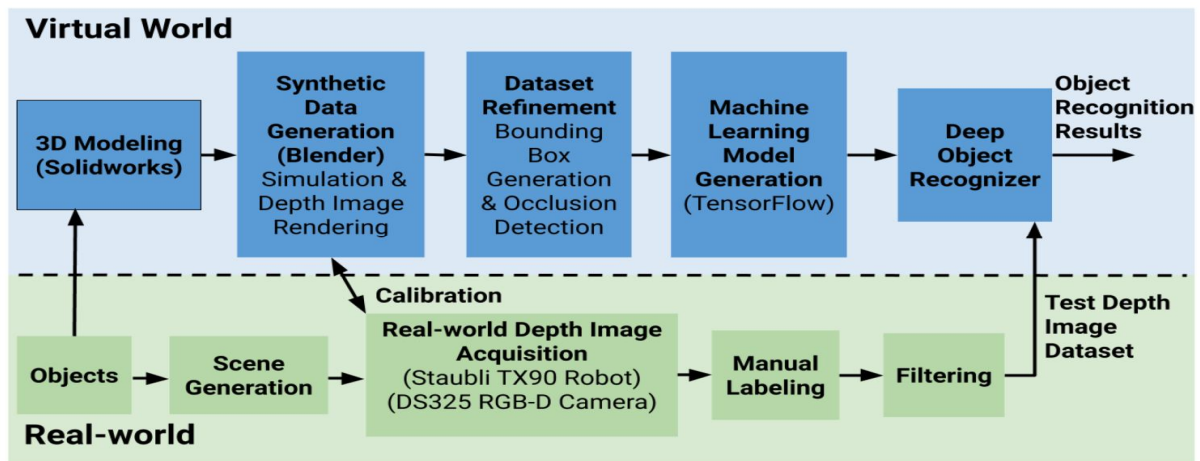 Virtual World
3D Modeling
(Solidworks)
Synthetic
Data
Generation
(Blender)
Simulation &
Depth Image
Rendering
Dataset
Refinement
Bounding
Box
Generation
& Occlusion
Detection
Machine
Learning
Model
Generation
(TensorFlow)
Deep
Object
Recognizer
Object
Recognition
Results
Calibration
Objects
Scene
Generation
Real-world Depth Image
Acquisition
(Staubli TX90 Robot)
(DS325 RGB-D Camera)
Manual
Labeling
Filtering
Test Depth
Image
Dataset
Real-world